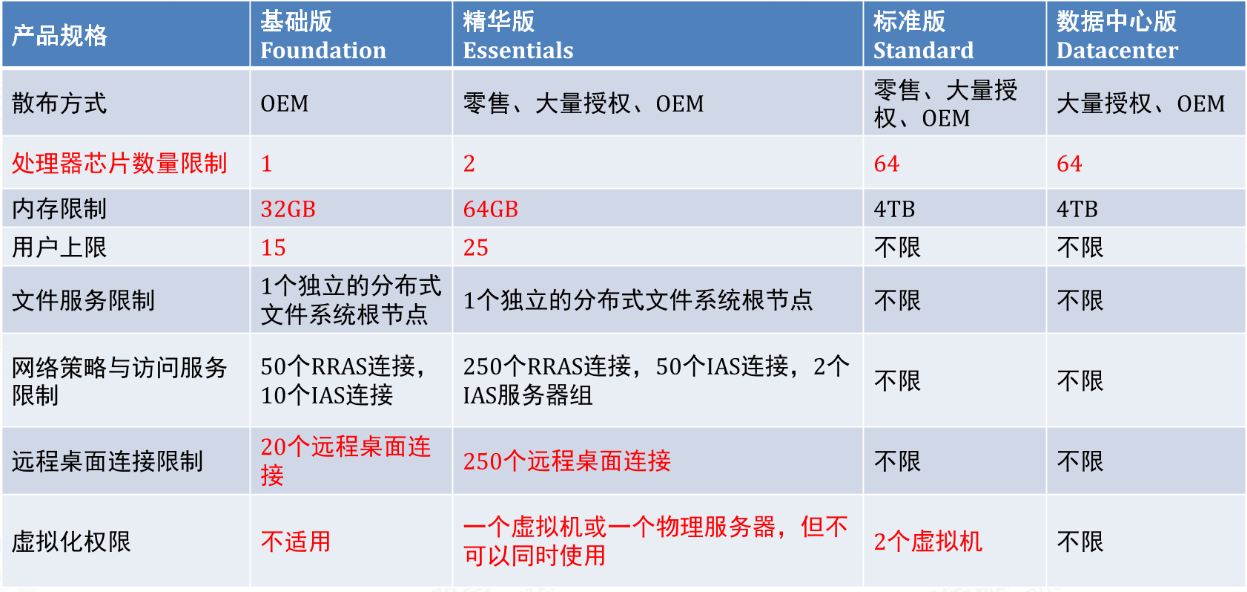 产品规格
基础版
Foundation
精华版
Essentials
标准版
Standard
数据中心版
Datacenter
散布方式
OEM
零售、大量授权、OEM
零售、大量授
权、OEM
大量授权、OEM
处理器芯片数量限制
1
2
64
64
内存限制
32GB
64GB
4TB
4TB
用户上限
15
25
不限
不限
文件服务限制
1个独立的分布式
文件系统根节点
1个独立的分布式文件系统根节点
不限
不限
网络策略与访问服务
限制
50个RRAS连接，
10个IAS连接
250个RRAS连接，50个IAS连接，2个
IAS服务器组
不限
不限
远程桌面连接限制
20个远程桌面连
接
250个远程桌面连接
不限
不限
虚拟化权限
不适用
一个虚拟机或一个物理服务器，但不
可以同时使用
2个虚拟机
不限